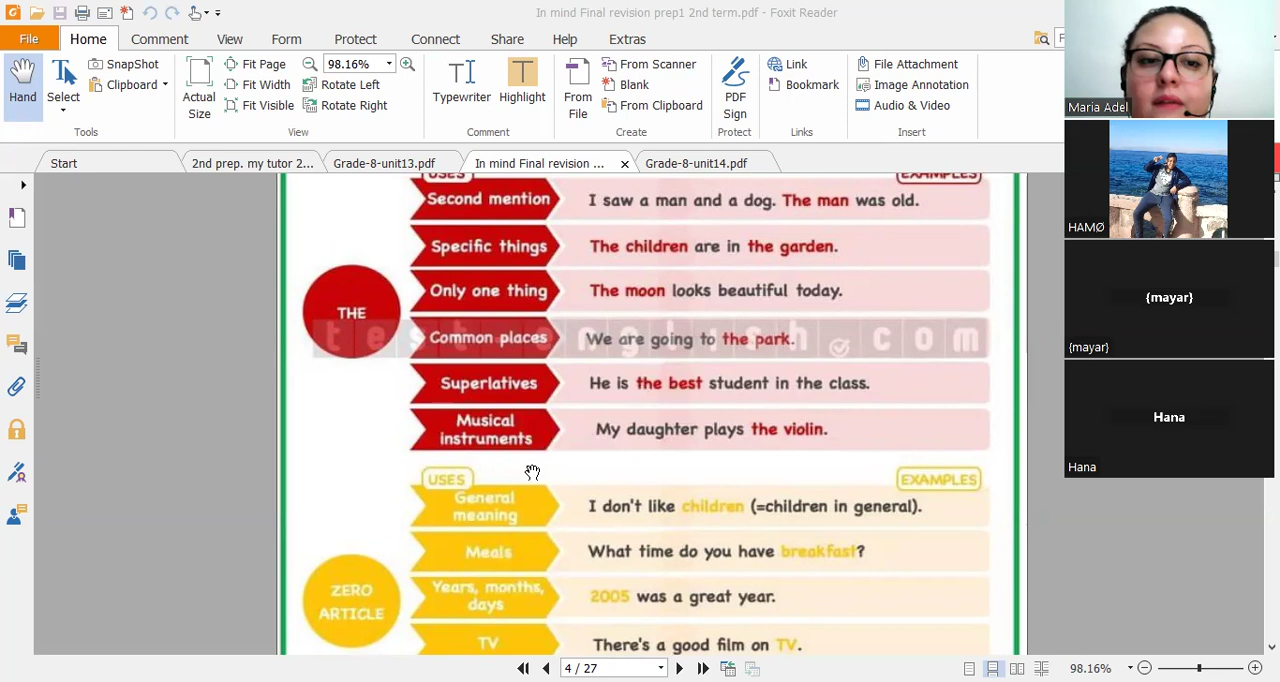 In mind Final revision prep1 2nd term.pdf - Foxit Reader
File Home Comment View Form Protect Connect Share Help Extras
Hand
Select
SnapShot
Clipboard
Tools
Actual Size
Fit Page
Fit Width
Fit Visible
98.16%
Rotate Left
Rotate Right
View
Typewriter
Highlight
Comment
From File
From Scanner
Blank
From Clipboard
Create
PDF Sign
Protect
Link
Bookmark
Links
File Attachment
Image Annotation
Audio & Video
Insert
Start
2nd prep. my tutor 2...
Grade-8-unit13.pdf
In mind Final revision ...
Grade-8-unit14.pdf
USES EXAMPLES
THE
Second mention I saw a man and a dog. The man was old.
Specific things The children are in the garden.
Only one thing The moon looks beautiful today.
Common places We are going to the park.
test-english.com
Superlatives He is the best student in the class.
Musical instruments My daughter plays the violin.
USES EXAMPLES
ZERO ARTICLE
General meaning I don't like children (=children in general).
Meals What time do you have breakfast?
Years, months, days 2005 was a great year.
TV There's a good film on TV.
4 / 27
98.16%
Maria Adel
HAMØ
{mayar}
{mayar}
Hana
Hana